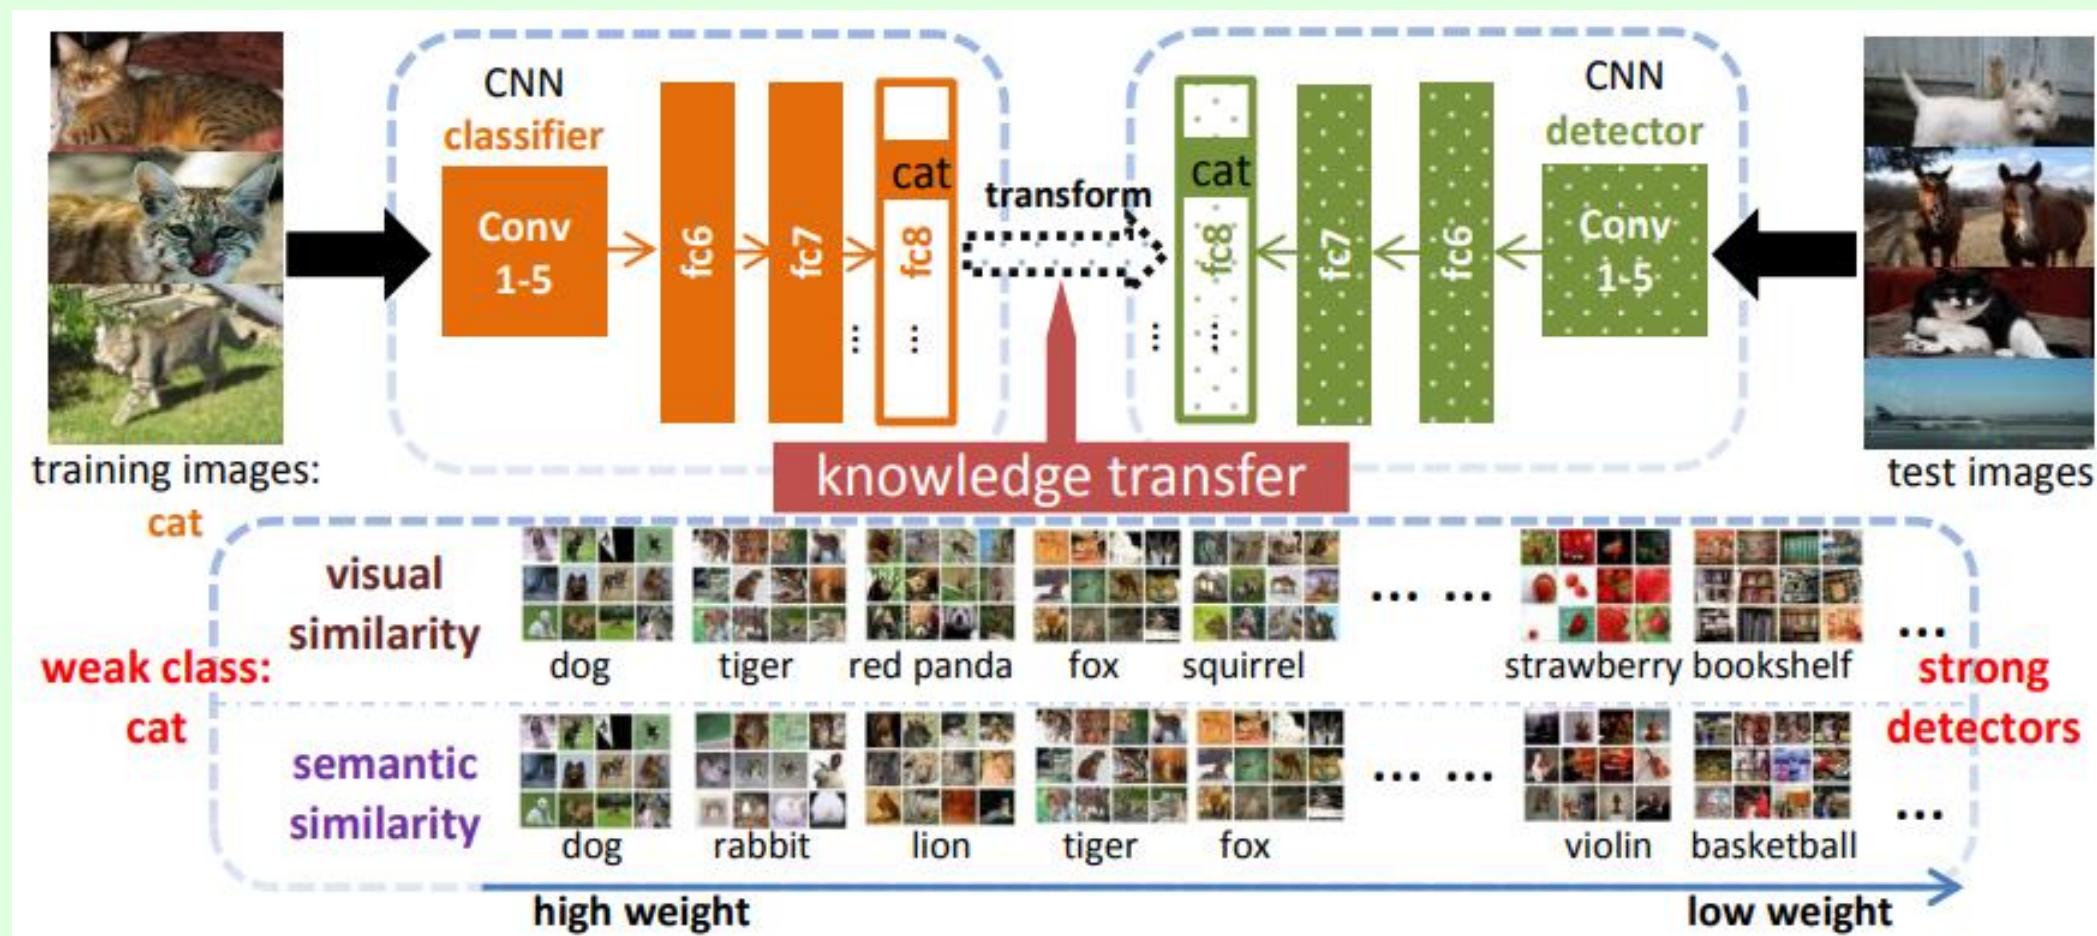 CNN
classifier
Conv
1-5
fc6
fc7
cat
fc8
...
...
transform
CNN
detector
cat
fc8
...
...
fc7
fc6
Conv
1-5
training images:
cat
knowledge transfer
test images
weak class:
cat
visual
similarity
dog
tiger
red panda
fox
squirrel
... ...
strawberry
bookshelf
...
semantic
similarity
dog
rabbit
lion
tiger
fox
... ...
violin
basketball
...
strong
detectors
high weight
low weight